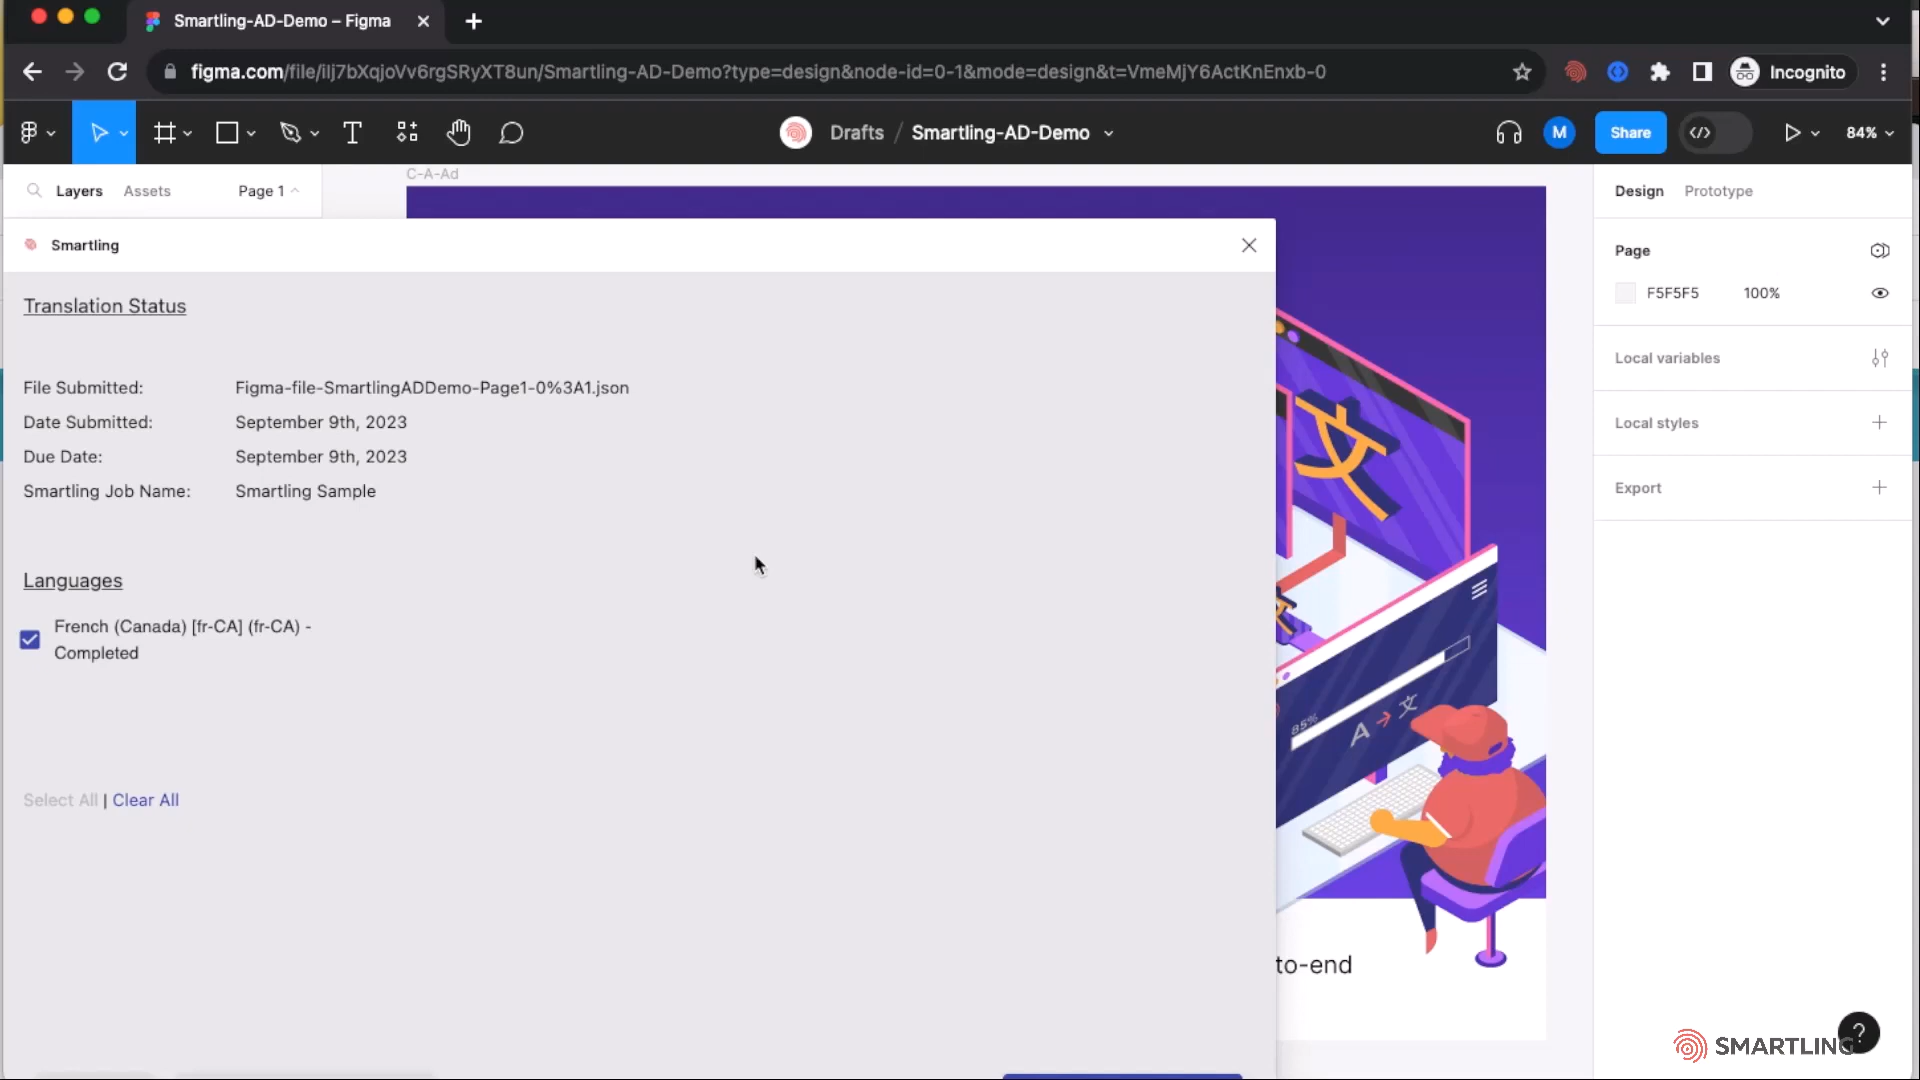 Smartling-AD-Demo – Figma
figma.com/file/ilj7bXqjoVv6rgSRyXT8un/Smartling-AD-Demo?type=design&node-id=0-1&mode=design&t=VmeMjY6ActKnEnxb-0
Incognito
Drafts / Smartling-AD-Demo
M
Share
84%
Layers
Assets
Page 1
C-A-Ad
Design
Prototype
Smartling
Page
F5F5F5
100%
Translation Status
Local variables
File Submitted: Figma-file-SmartlingADDemo-Page1-0%3A1.json
Date Submitted: September 9th, 2023
Local styles
Due Date: September 9th, 2023
Smartling Job Name: Smartling Sample
Export
文
Languages
French (Canada) [fr-CA] (fr-CA) -
Completed
85%
A → 文
Select All | Clear All
to-end
SMARTLING
?